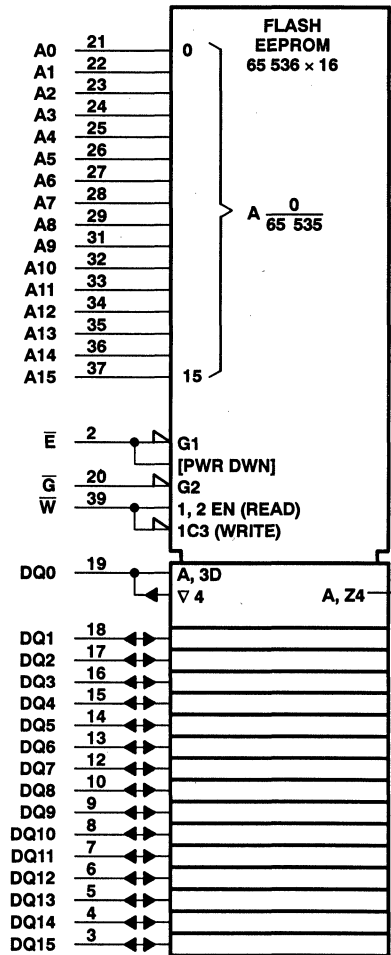 FLASH
EEPROM
65 536 × 16
A0 21 0
A1 22
A2 23
A3 24
A4 25
A5 26
A6 27
A7 28 A 0
A8 29 65 535
A9 31
A10 32
A11 33
A12 34
A13 35
A14 36
A15 37 15
E̅ 2 G1
[PWR DWN]
G̅ 20 G2
W̅ 39 1, 2 EN (READ)
1C3 (WRITE)
DQ0 19 A, 3D
∇ 4 A, Z4
DQ1 18
DQ2 17
DQ3 16
DQ4 15
DQ5 14
DQ6 13
DQ7 12
DQ8 10
DQ9 9
DQ10 8
DQ11 7
DQ12 6
DQ13 5
DQ14 4
DQ15 3